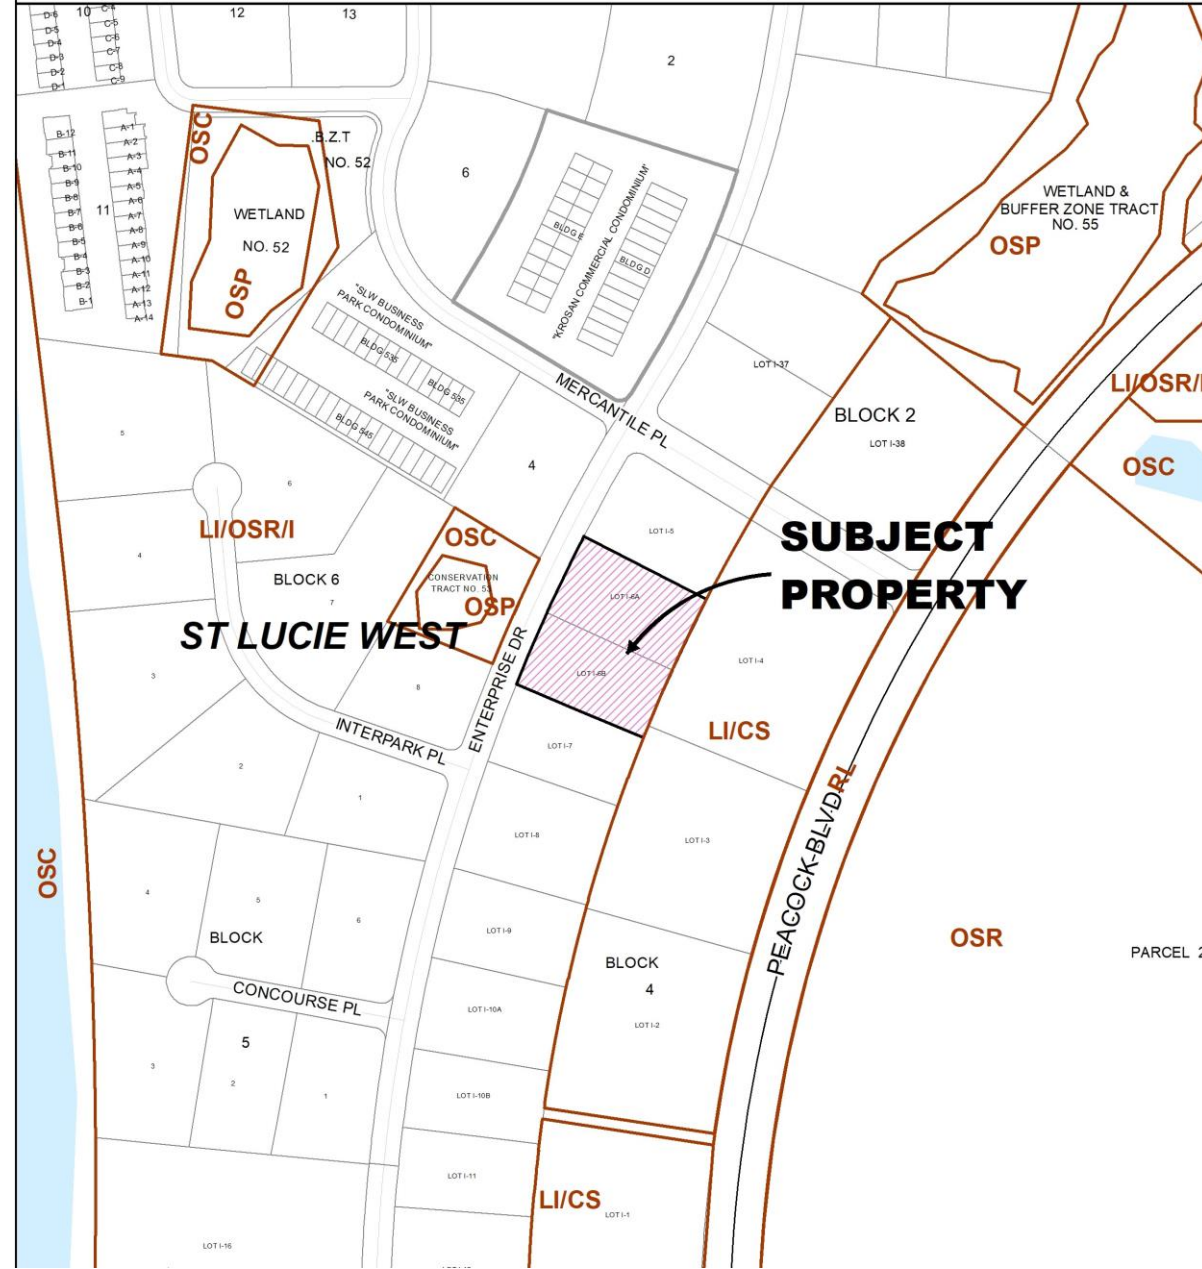 10
12
13
2
D-6
D-5
D-4
D-3
D-2
D-1
C-4
C-5
C-6
C-7
C-8
C-9
B-12
B-11
B-10
B-9
B-8
B-7
B-6
B-5
B-4
B-3
B-2
B-1
11
A-1
A-2
A-3
A-4
A-5
A-6
A-7
A-8
A-9
A-10
A-11
A-12
A-13
A-14
OSC
.B.Z.T
NO. 52
WETLAND
NO. 52
OSP
6
BLDG E
BLDG D
"KROSAN COMMERCIAL CONDOMINIUM"
WETLAND &
BUFFER ZONE TRACT
NO. 55
OSP
"SLW BUSINESS
PARK CONDOMINIUM"
BLDG 535
BLDG 535
"SLW BUSINESS
PARK CONDOMINIUM"
BLDG 545
MERCANTILE PL
LOT I-37
BLOCK 2
LOT I-38
LI/OSR/I
OSC
5
6
4
4
LI/OSR/I
BLOCK 6
7
OSC
CONSERVATION
TRACT NO. 53
OSP
LOT I-5
SUBJECT
PROPERTY
LOT I-6A
LOT I-6B
LOT I-4
ST LUCIE WEST
3
8
ENTERPRISE DR
INTERPARK PL
LOT I-7
LI/CS
2
1
RL
PEACOCK BLVD
LOT I-8
LOT I-3
OSC
4
5
6
BLOCK
LOT I-9
BLOCK
4
OSR
PARCEL 2
CONCOURSE PL
LOT I-10A
LOT I-2
5
3
2
1
LOT I-10B
LOT I-11
LI/CS
LOT I-1
LOT I-16